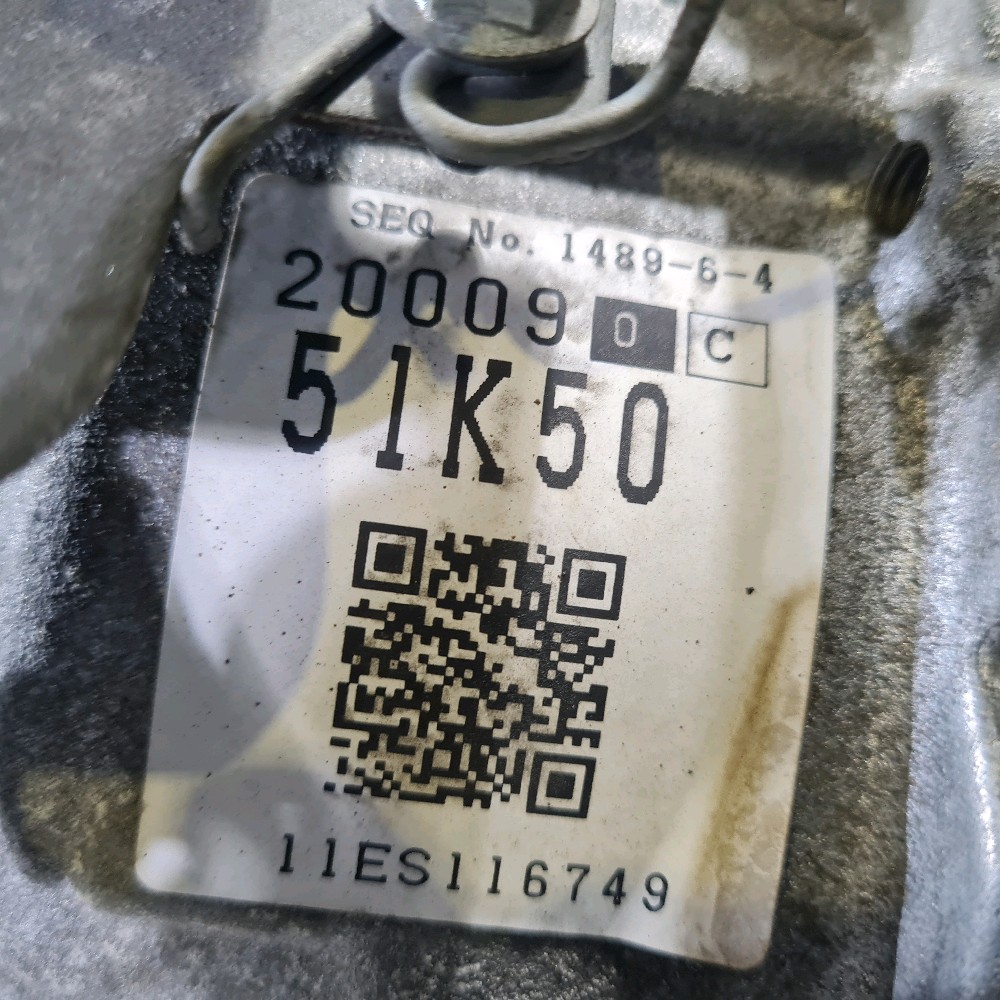 SEQ No. 1489-6-4
20009 0 C
51K50
11ES116749